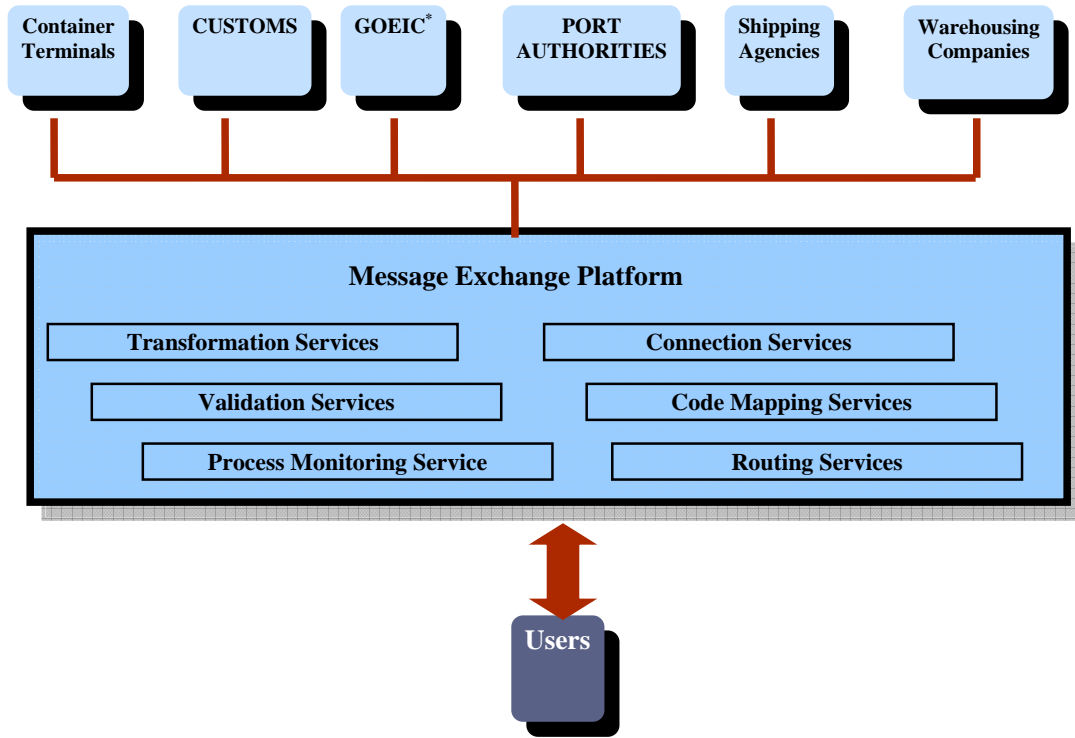 Container
Terminals
CUSTOMS
GOEIC*
PORT
AUTHORITIES
Shipping
Agencies
Warehousing
Companies
Message Exchange Platform
Transformation Services
Connection Services
Validation Services
Code Mapping Services
Process Monitoring Service
Routing Services
Users